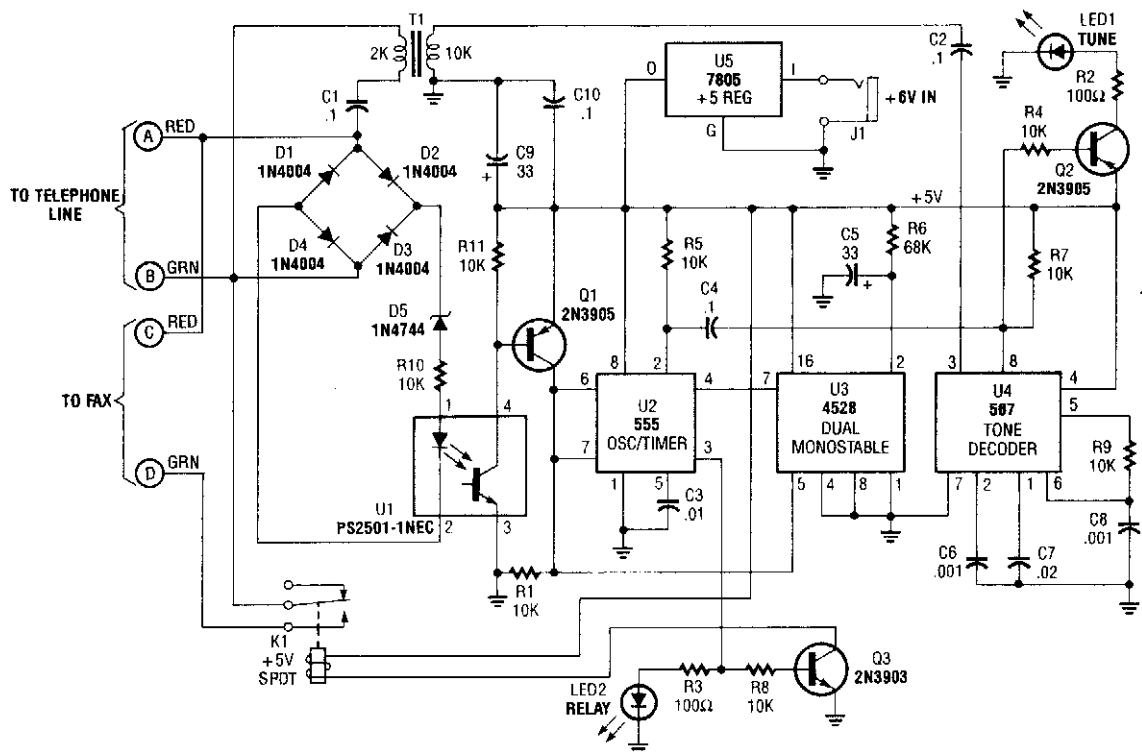 T1
2K
10K
C1
.1
C10
.1
C9
33
+
A
RED
B
GRN
TO TELEPHONE
LINE
C
RED
TO FAX
D
GRN
D1
1N4004
D2
1N4004
D4
1N4004
D3
1N4004
D5
1N4744
R10
10K
R11
10K
Q1
2N3905
1
4
U1
PS2501-1NEC
2
3
R1
10K
K1
+5V
SPDT
O
U5
7805
+5 REG
I
G
+6V IN
J1
C2
.1
LED1
TUNE
R2
100Ω
R4
10K
Q2
2N3905
+5V
R5
10K
C4
.1
C5
33
+
R6
68K
R7
10K
8
2
6
7
4
3
1
5
U2
555
OSC/TIMER
C3
.01
16
2
7
U3
4528
DUAL
MONOSTABLE
5
4
8
1
3
8
4
5
U4
567
TONE
DECODER
7
2
1
6
R9
10K
C8
.001
C6
.001
C7
.02
LED2
RELAY
R3
100Ω
R8
10K
Q3
2N3903